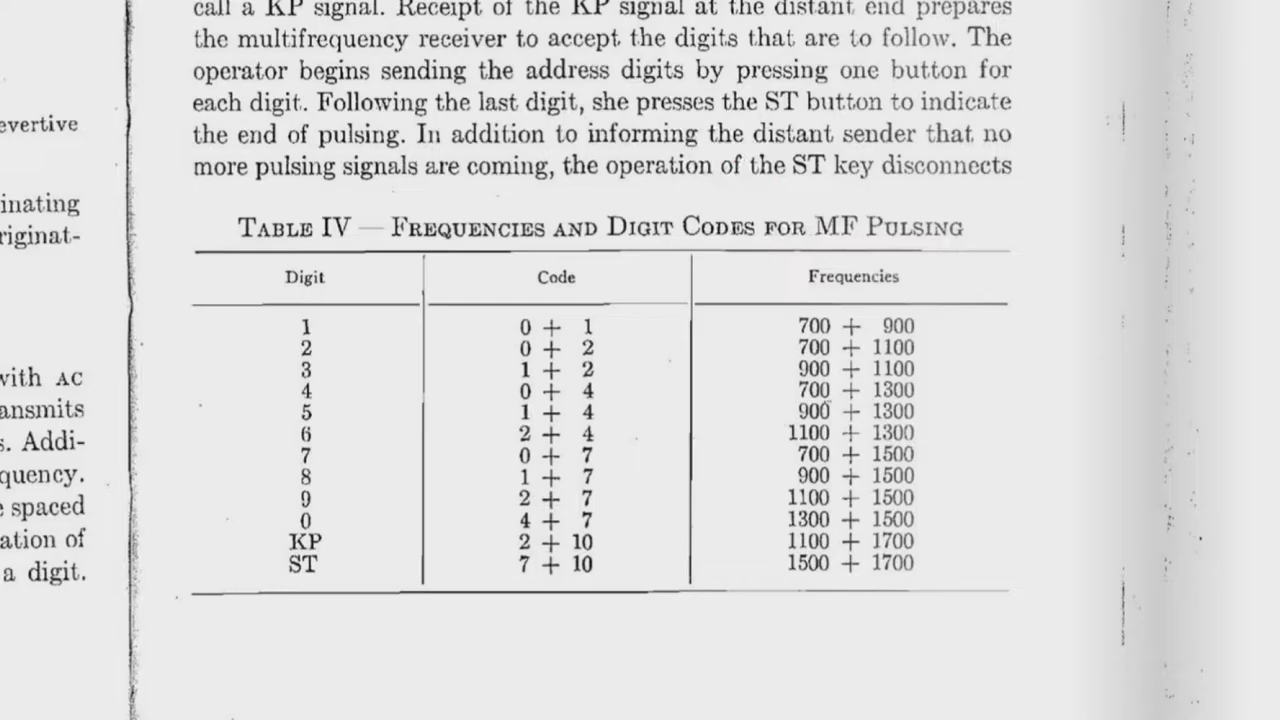 call a KP signal. Receipt of the KP signal at the distant end prepares
the multifrequency receiver to accept the digits that are to follow. The
operator begins sending the address digits by pressing one button for
each digit. Following the last digit, she presses the ST button to indicate
the end of pulsing. In addition to informing the distant sender that no
more pulsing signals are coming, the operation of the ST key disconnects
evertive
inating
riginat-
with AC
ansmits
s. Addi-
quency.
e spaced
ation of
a digit.
TABLE IV — FREQUENCIES AND DIGIT CODES FOR MF PULSING
Digit Code Frequencies
1 0 + 1 700 + 900
2 0 + 2 700 + 1100
3 1 + 2 900 + 1100
4 0 + 4 700 + 1300
5 1 + 4 900 + 1300
6 2 + 4 1100 + 1300
7 0 + 7 700 + 1500
8 1 + 7 900 + 1500
9 2 + 7 1100 + 1500
0 4 + 7 1300 + 1500
KP 2 + 10 1100 + 1700
ST 7 + 10 1500 + 1700